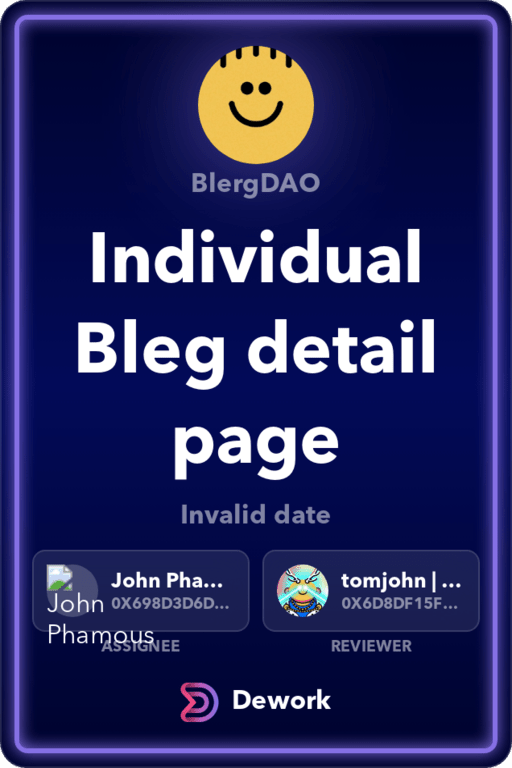 BlergDAO
Individual
Bleg detail
page
Invalid date
John Pha...
0X698D3D6D...
John
Phamous
ASSIGNEE
tomjohn | ...
0X6D8DF15F...
REVIEWER
Dework